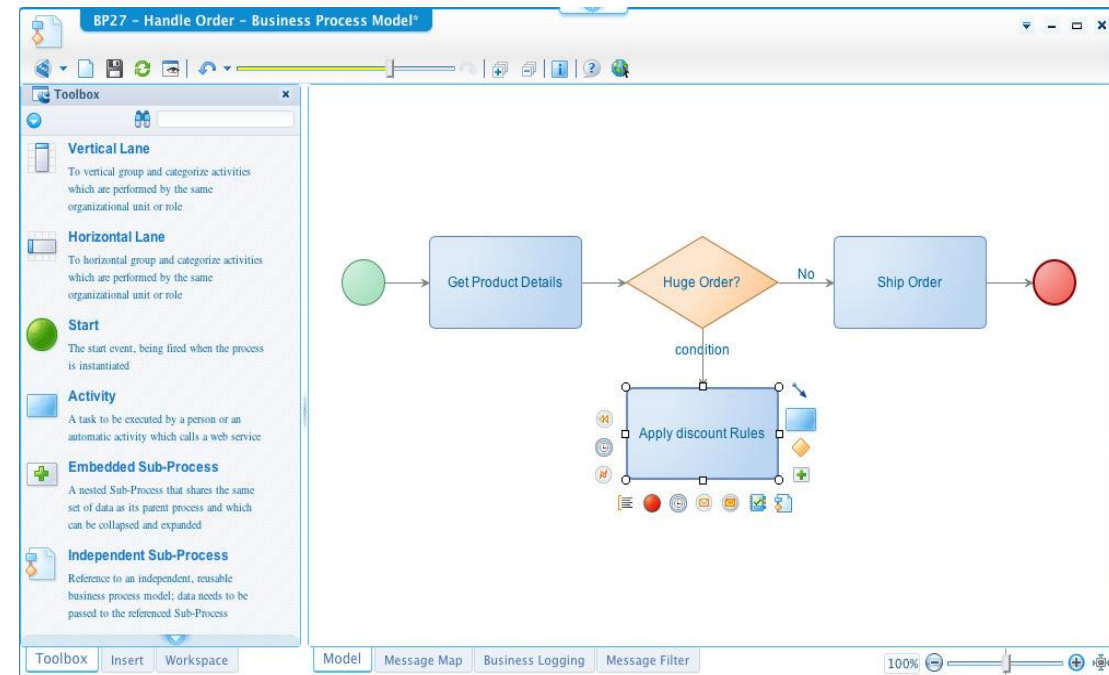 BP27 – Handle Order – Business Process Model*
Toolbox
Vertical Lane
To vertical group and categorize activities
which are performed by the same
organizational unit or role
Horizontal Lane
To horizontal group and categorize activities
which are performed by the same
organizational unit or role
Start
The start event, being fired when the process
is instantiated
Activity
A task to be executed by a person or an
automatic activity which calls a web service
Embedded Sub-Process
A nested Sub-Process that shares the same
set of data as its parent process and which
can be collapsed and expanded
Independent Sub-Process
Reference to an independent, reusable
business process model; data needs to be
passed to the referenced Sub-Process
Toolbox
Insert
Workspace
Get Product Details
Huge Order?
No
Ship Order
condition
Apply discount Rules
Model
Message Map
Business Logging
Message Filter
100%